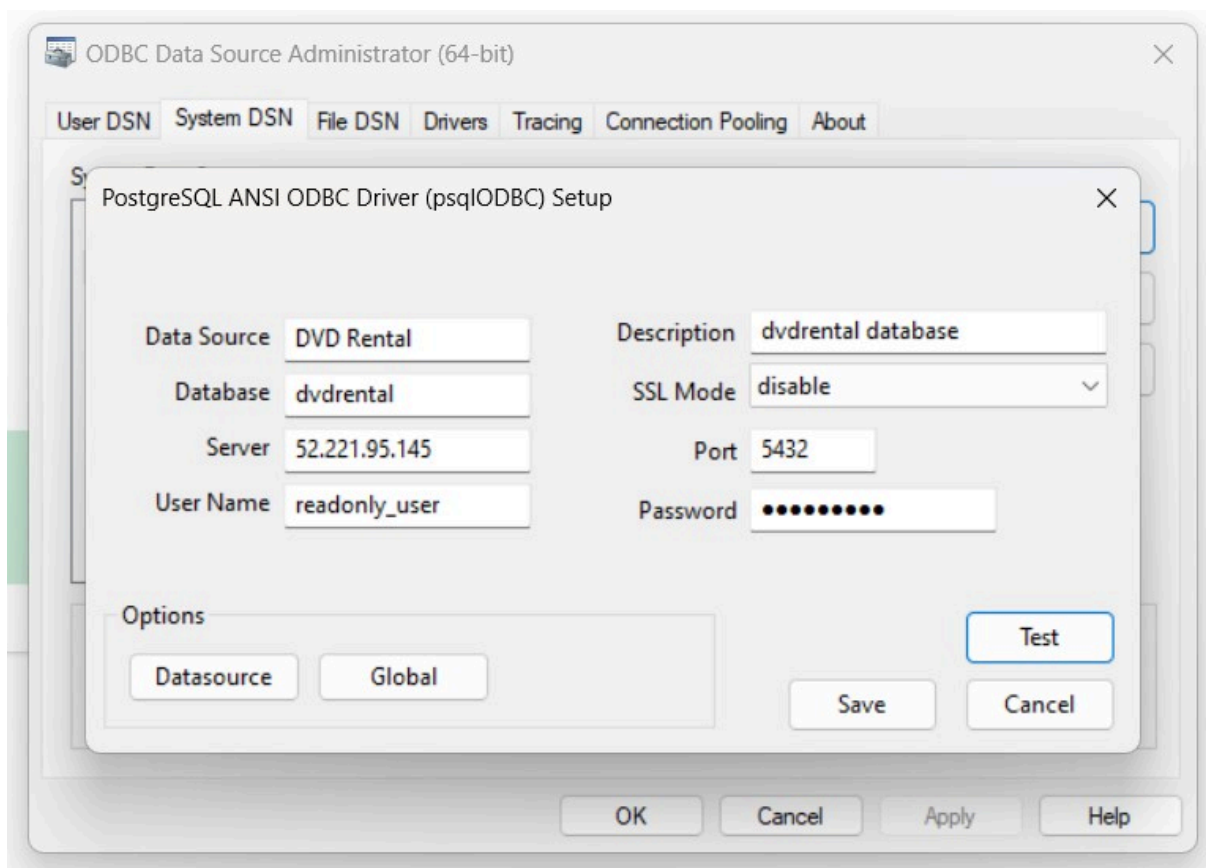 ODBC Data Source Administrator (64-bit)
User DSN System DSN File DSN Drivers Tracing Connection Pooling About
PostgreSQL ANSI ODBC Driver (psqlODBC) Setup
Data Source DVD Rental
Description dvdrental database
Database dvdrental
SSL Mode disable
Server 52.221.95.145
Port 5432
User Name readonly_user
Password •••••••••
Options
Datasource Global
Test
Save Cancel
OK Cancel Apply Help